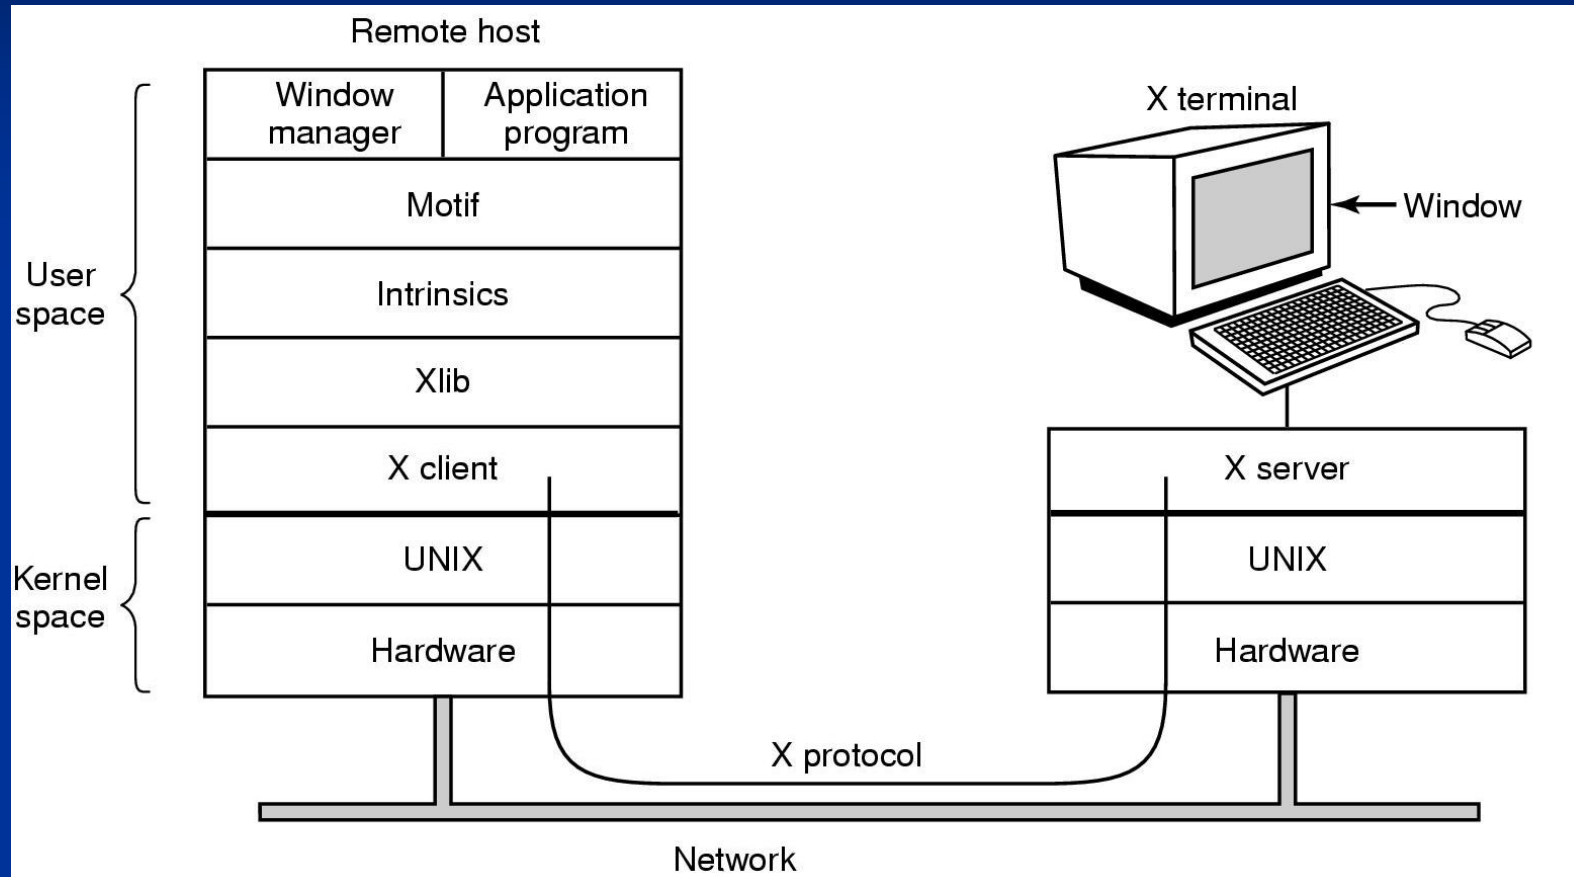 Remote host
Window
manager
Application
program
Motif
Intrinsics
Xlib
X client
UNIX
Hardware
User
space
Kernel
space
X terminal
Window
X server
UNIX
Hardware
X protocol
Network